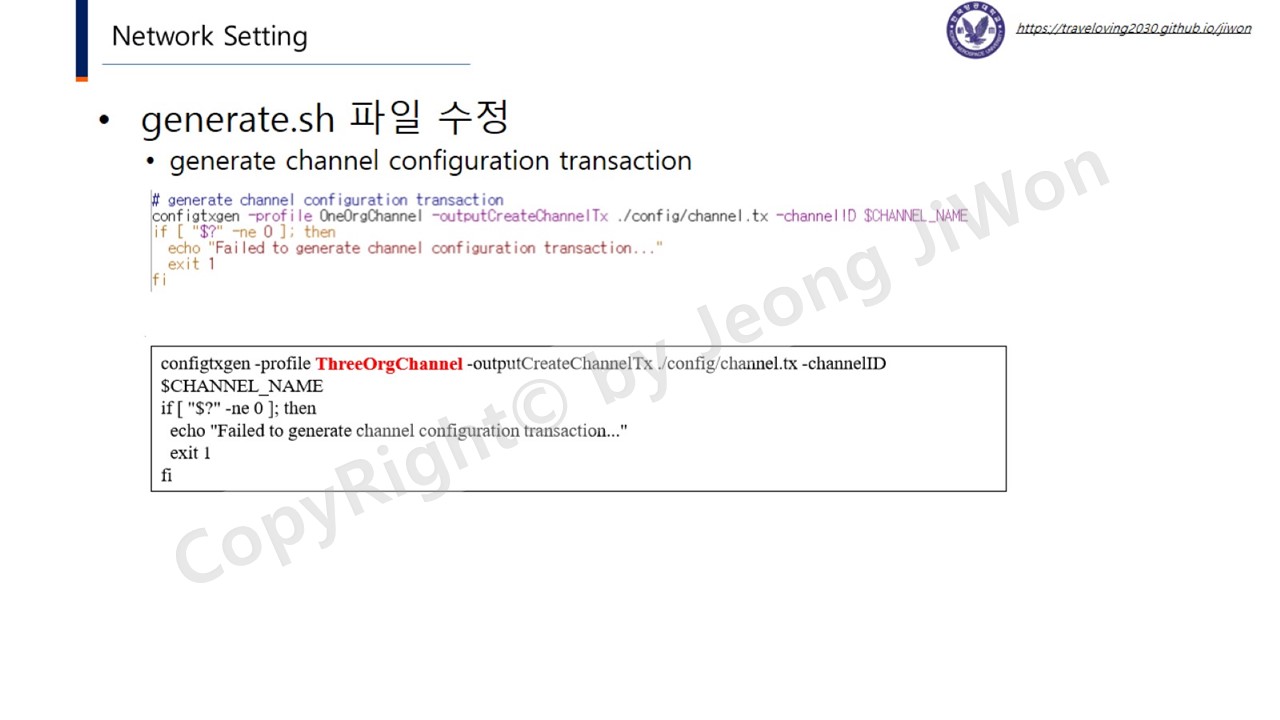 Network Setting
https://traveloving2030.github.io/jiwon
• generate.sh 파일 수정
• generate channel configuration transaction
# generate channel configuration transaction
configtxgen -profile OneOrgChannel -outputCreateChannelTx ./config/channel.tx -channelID $CHANNEL_NAME
if [ "$?" -ne 0 ]; then
echo "Failed to generate channel configuration transaction..."
exit 1
fi
configtxgen -profile ThreeOrgChannel -outputCreateChannelTx ./config/channel.tx -channelID
$CHANNEL_NAME
if [ "$?" -ne 0 ]; then
echo "Failed to generate channel configuration transaction..."
exit 1
fi
CopyRight© by Jeong JiWon